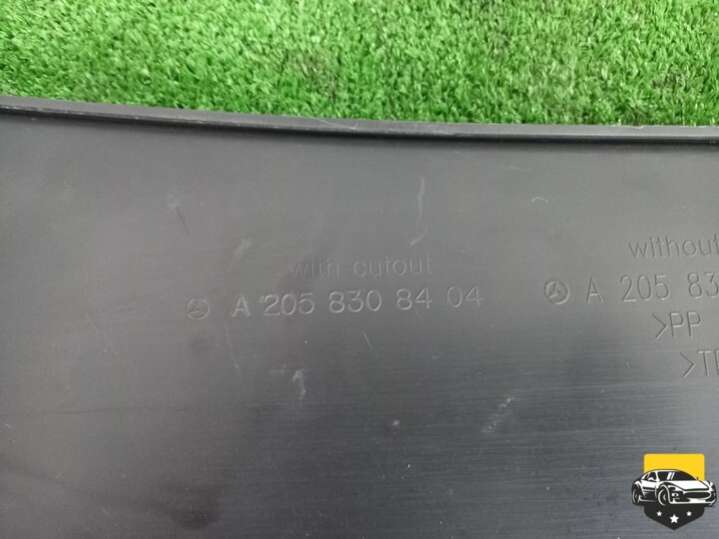 with cutout
A 205 830 84 04
without
A 205 83
>PP
>T